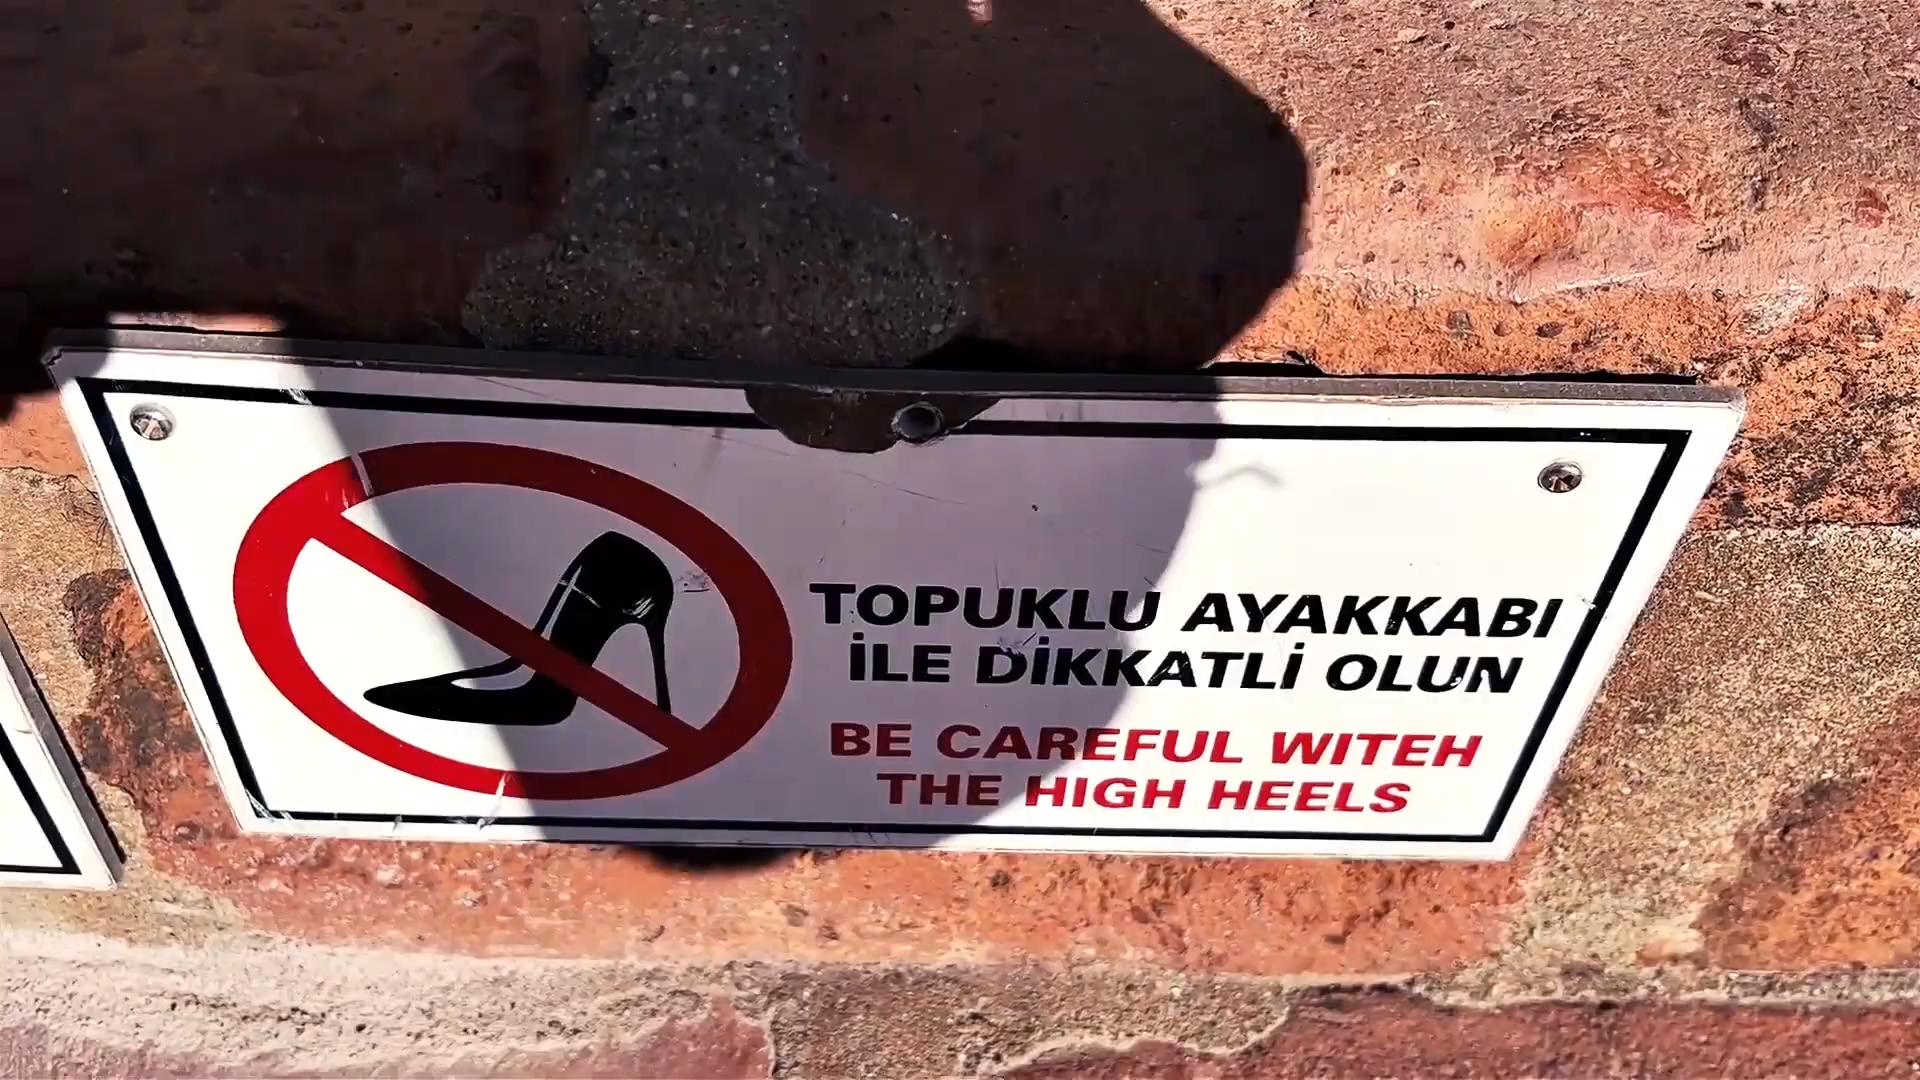 TOPUKLU AYAKKABI
İLE DİKKATLİ OLUN
BE CAREFUL WITEH
THE HIGH HEELS